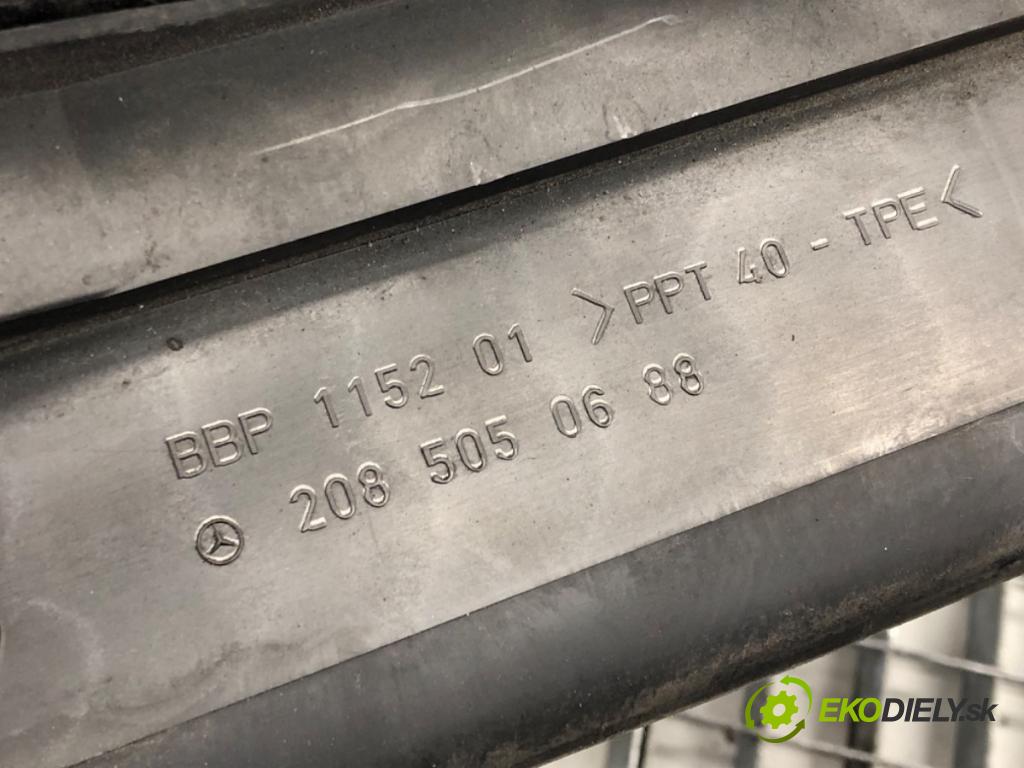 BBP 1152 01 >PPT 40 - TPE<
208 505 06 88
EKODIELY.sk